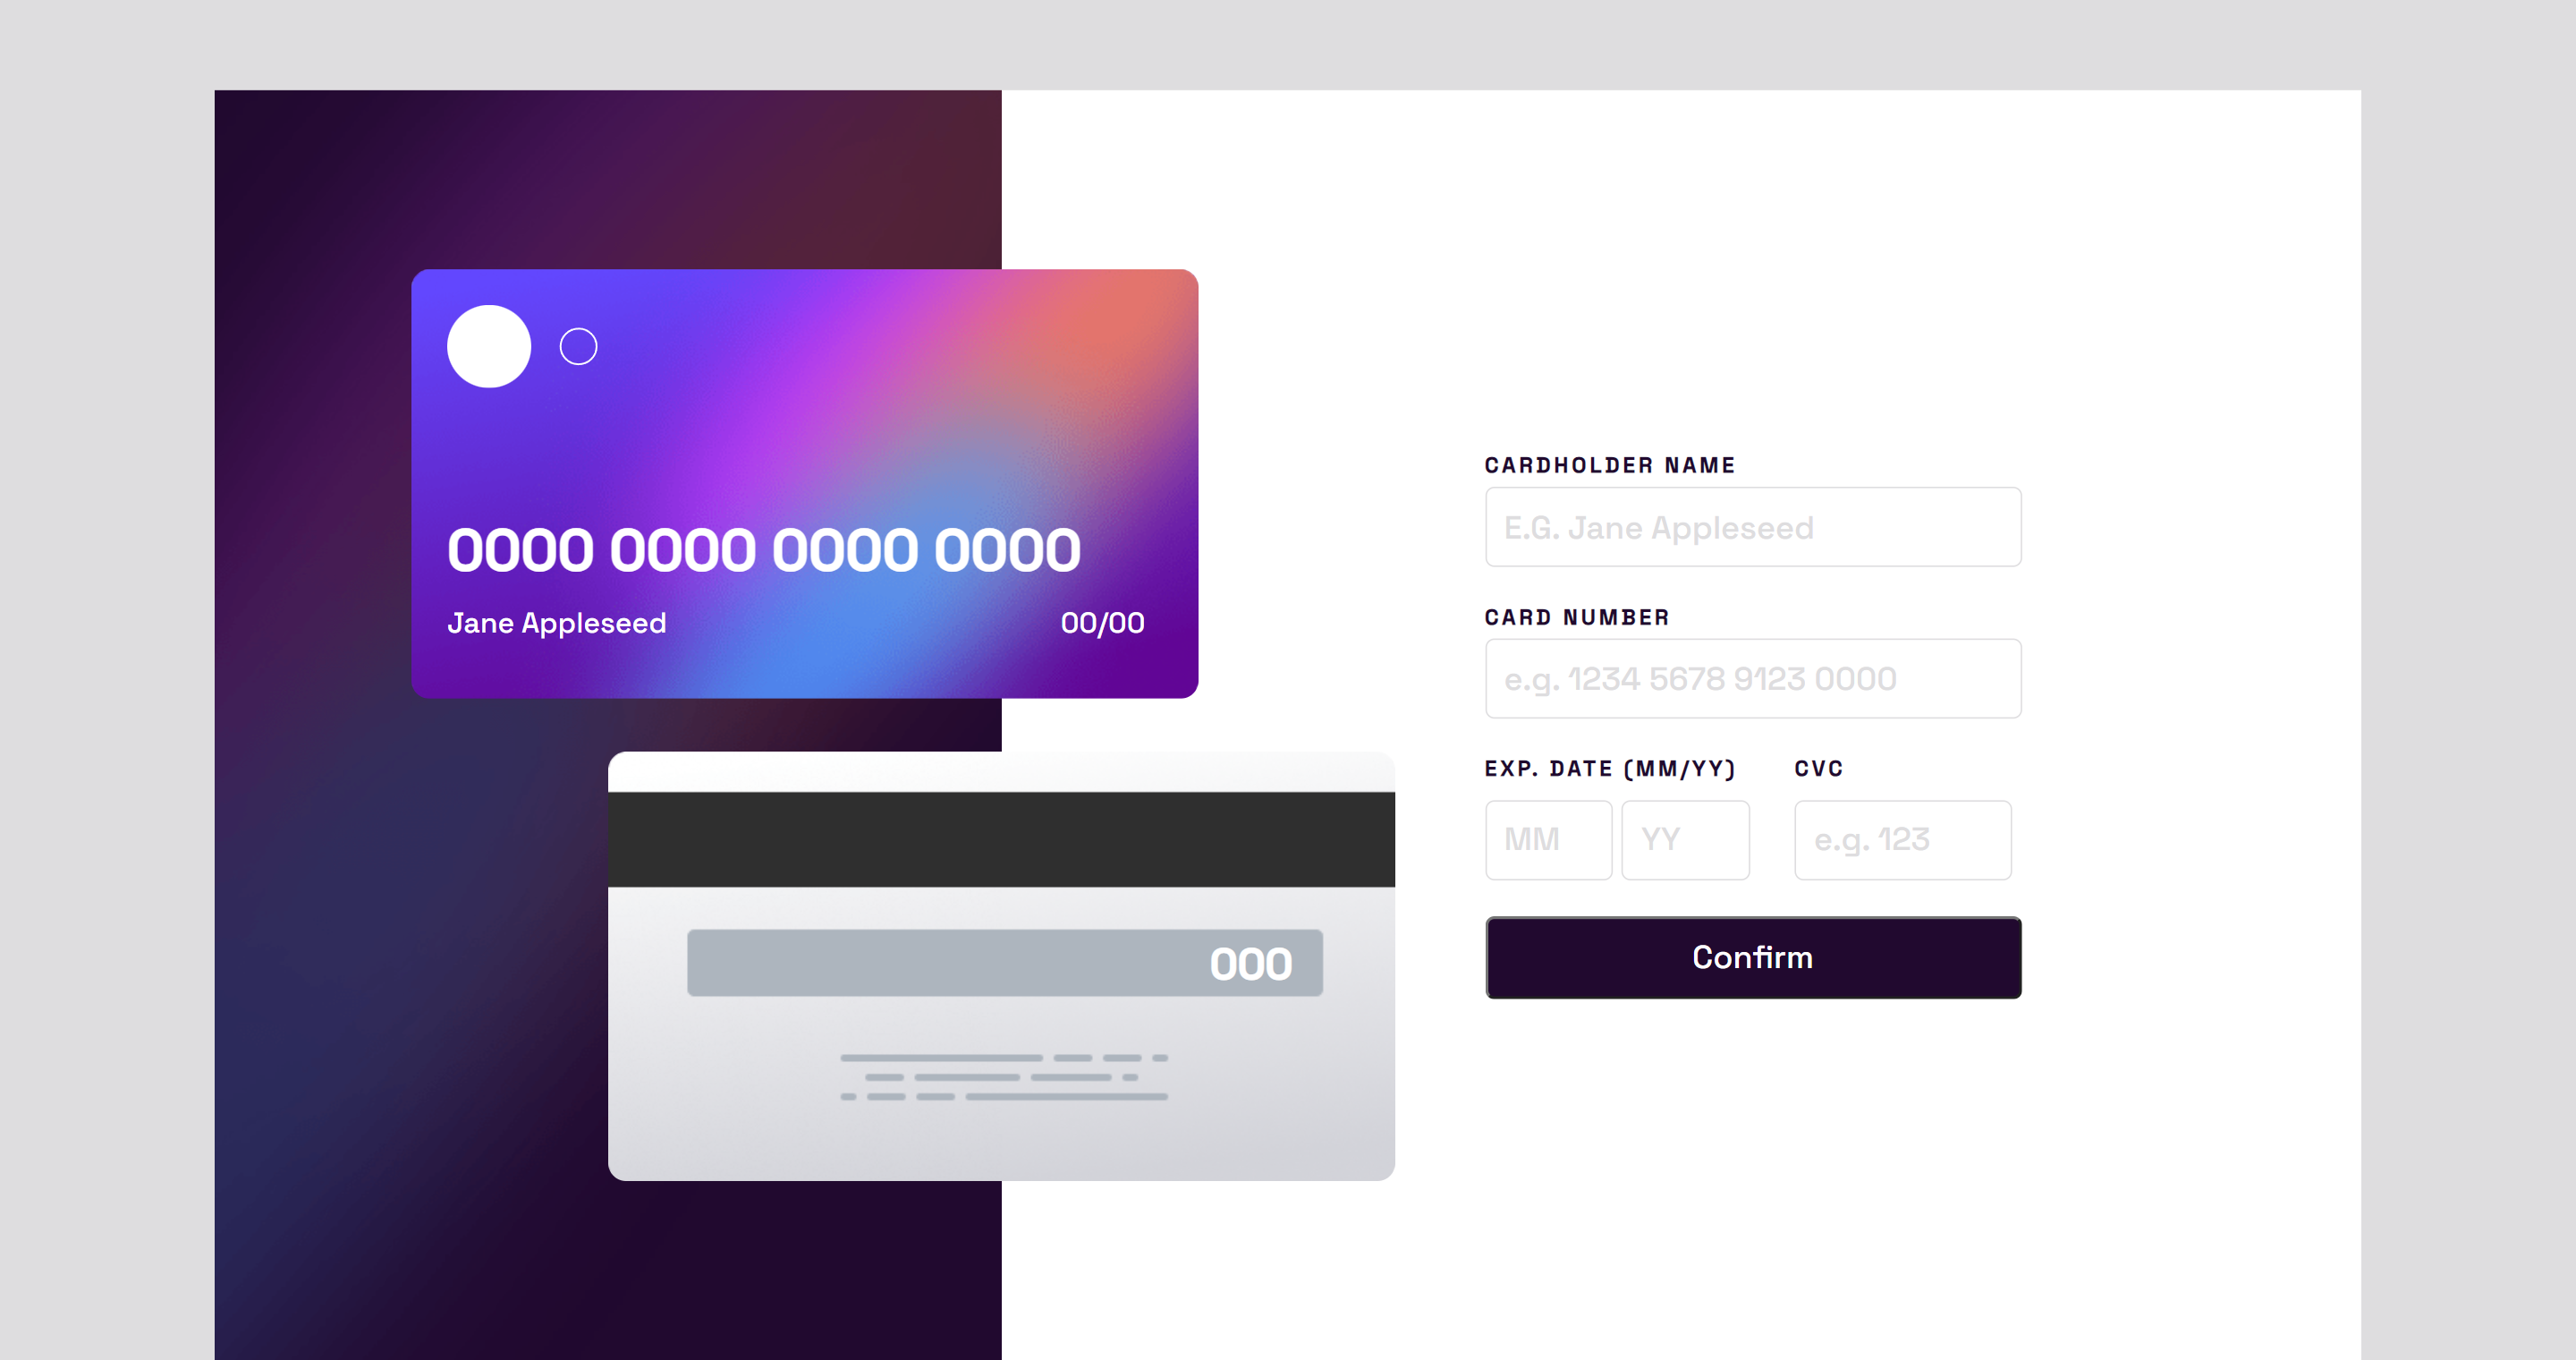 0000 0000 0000 0000
Jane Appleseed 00/00
000
CARDHOLDER NAME
E.G. Jane Appleseed
CARD NUMBER
e.g. 1234 5678 9123 0000
EXP. DATE (MM/YY) CVC
MM YY e.g. 123
Confirm